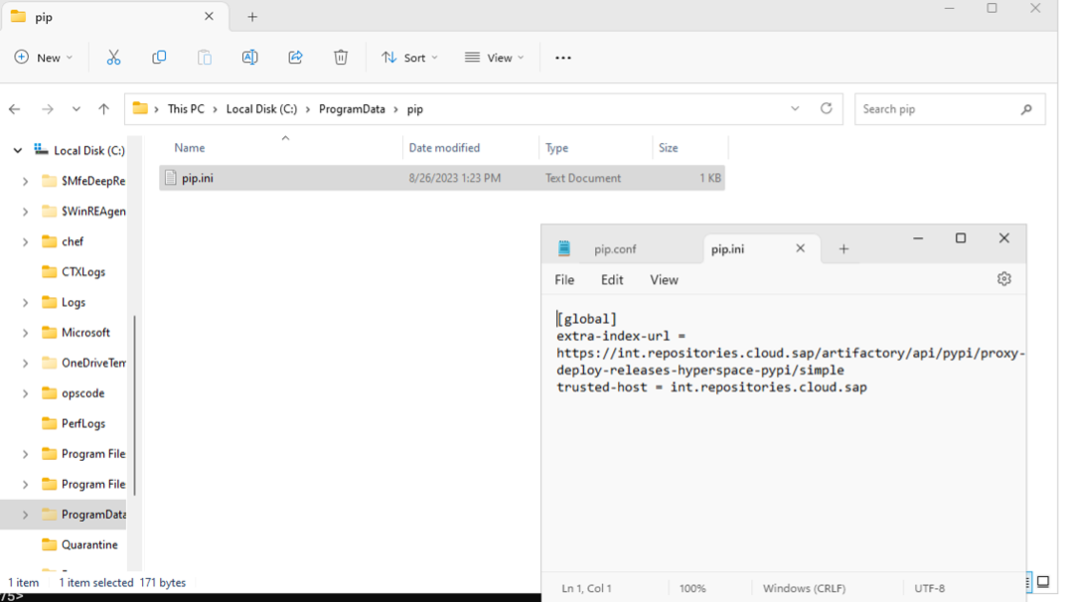 pip
New
Sort
View
This PC > Local Disk (C:) > ProgramData > pip
Search pip
Local Disk (C:)
$MfeDeepRe
$WinREAgen
chef
CTXLogs
Logs
Microsoft
OneDriveTem
opscode
PerfLogs
Program File
Program File
ProgramData
Quarantine
Name Date modified Type Size
pip.ini 8/26/2023 1:23 PM Text Document 1 KB
pip.conf pip.ini
File Edit View
[global]
extra-index-url =
https://int.repositories.cloud.sap/artifactory/api/pypi/proxy-
deploy-releases-hyperspace-pypi/simple
trusted-host = int.repositories.cloud.sap
Ln 1, Col 1 100% Windows (CRLF) UTF-8
1 item 1 item selected 171 bytes